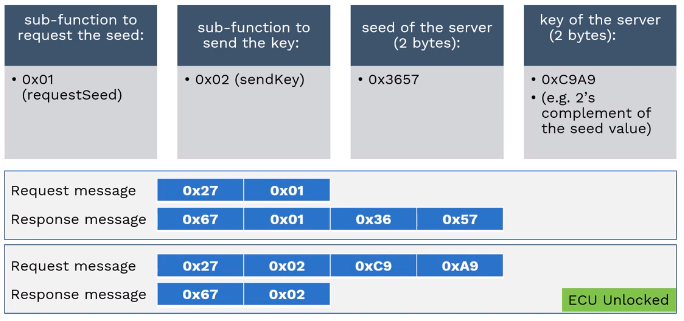 sub-function to
request the seed:
• 0x01
(requestSeed)
sub-function to
send the key:
• 0x02 (sendKey)
seed of the server
(2 bytes):
• 0x3657
key of the server
(2 bytes):
• 0xC9A9
• (e.g. 2's
complement of
the seed value)
Request message 0x27 0x01
Response message 0x67 0x01 0x36 0x57
Request message 0x27 0x02 0xC9 0xA9
Response message 0x67 0x02
ECU Unlocked